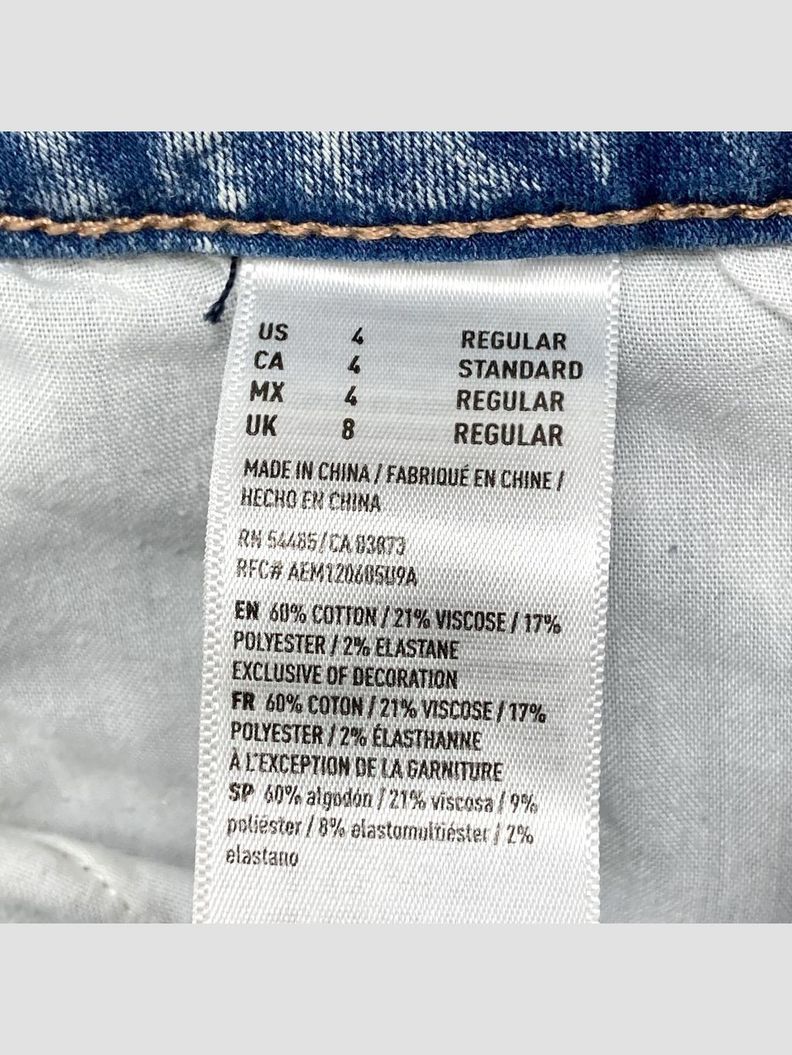 US 4 REGULAR
CA 4 STANDARD
MX 4 REGULAR
UK 8 REGULAR
MADE IN CHINA / FABRIQUÉ EN CHINE /
HECHO EN CHINA
RN 54485/CA 03873
RFC# AEM120605U9A
EN 60% COTTON / 21% VISCOSE / 17%
POLYESTER / 2% ELASTANE
EXCLUSIVE OF DECORATION
FR 60% COTON / 21% VISCOSE / 17%
POLYESTER / 2% ÉLASTHANNE
À L'EXCEPTION DE LA GARNITURE
SP 60% algodón / 21% viscosa / 9%
poliéster / 8% elastomultiéster / 2%
elastano